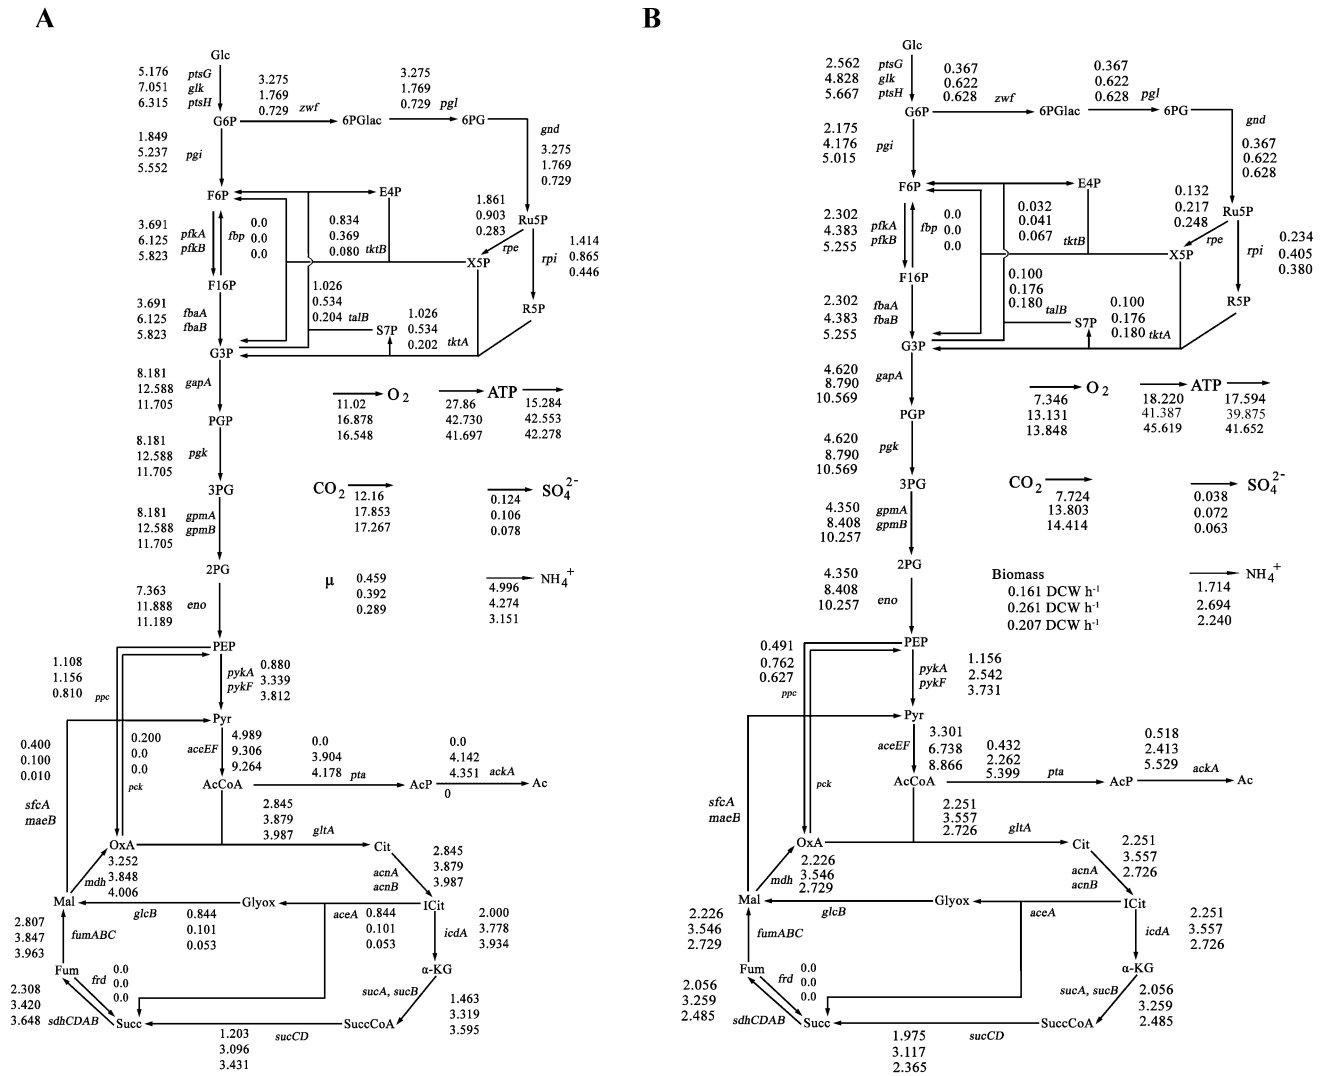 A
Glc
5.176 ptsG
7.051 glk
6.315 ptsH
3.275
1.769
0.729 zwf
3.275
1.769
0.729 pgl
G6P
6PGlac
6PG
gnd
3.275
1.769
0.729
1.849
5.237 pgi
5.552
F6P
E4P
Ru5P
1.861
0.903
0.283
rpe
rpi
1.414
0.865
0.446
3.691
6.125
5.823
pfkA
pfkB
fbp
0.0
0.0
0.0
0.834
0.369
0.080 tktB
X5P
F16P
R5P
3.691
6.125
5.823
fbaA
fbaB
1.026
0.534
0.204 talB
S7P
1.026
0.534
0.202 tktA
G3P
8.181
12.588
11.705
gapA
O2
11.02
16.878
16.548
ATP
27.86
42.730
41.697
15.284
42.553
42.278
PGP
8.181
12.588
11.705
pgk
3PG
CO2
12.16
17.853
17.267
SO4 2-
0.124
0.106
0.078
8.181
12.588
11.705
gpmA
gpmB
2PG
μ
0.459
0.392
0.289
NH4 +
4.996
4.274
3.151
7.363
11.888
11.189
eno
PEP
1.108
1.156
0.810
ppc
pykA
pykF
0.880
3.339
3.812
Pyr
0.400
0.100
0.010
0.200
0.0
0.0
pck
aceEF
4.989
9.306
9.264
0.0
3.904
4.178 pta
0.0
4.142
4.351 ackA
0
AcCoA
AcP
Ac
sfcA
maeB
2.845
3.879
3.987
gltA
OxA
Cit
3.252
3.848
4.006
mdh
acnA
acnB
2.845
3.879
3.987
Mal
Glyox
ICit
glcB
0.844
0.101
0.053
aceA
0.844
0.101
0.053
icdA
2.000
3.778
3.934
2.807
3.847
3.963
fumABC
Fum
frd
0.0
0.0
0.0
α-KG
sucA, sucB
1.463
3.319
3.595
2.308
3.420
3.648
sdhCDAB
Succ
SuccCoA
1.203
3.096
3.431
sucCD
B
Glc
2.562 ptsG
4.828 glk
5.667 ptsH
0.367
0.622
0.628
zwf
0.367
0.622
0.628
pgl
G6P
6PGlac
6PG
gnd
0.367
0.622
0.628
2.175
4.176
5.015
pgi
F6P
E4P
Ru5P
0.132
0.217
0.248
rpe
rpi
0.234
0.405
0.380
2.302
4.383
5.255
pfkA
pfkB
fbp
0.0
0.0
0.0
0.032
0.041
0.067
tktB
X5P
F16P
R5P
2.302
4.383
5.255
fbaA
fbaB
0.100
0.176
0.180
talB
S7P
0.100
0.176
0.180 tktA
G3P
4.620
8.790
10.569
gapA
O2
7.346
13.131
13.848
ATP
18.220
41.387
45.619
17.594
39.875
41.652
PGP
4.620
8.790
10.569
pgk
3PG
CO2
7.724
13.803
14.414
SO4 2-
0.038
0.072
0.063
4.350
8.408
10.257
gpmA
gpmB
2PG
Biomass
0.161 DCW h-1
0.261 DCW h-1
0.207 DCW h-1
NH4 +
1.714
2.694
2.240
4.350
8.408
10.257
eno
PEP
0.491
0.762
0.627
ppc
pykA
pykF
1.156
2.542
3.731
Pyr
aceEF
3.301
6.738
8.866
0.432
2.262
5.399
pta
0.518
2.413
5.529
ackA
pck
AcCoA
AcP
Ac
sfcA
maeB
2.251
3.557
2.726
gltA
OxA
Cit
2.226
3.546
2.729
mdh
acnA
acnB
2.251
3.557
2.726
Mal
Glyox
ICit
glcB
aceA
icdA
2.251
3.557
2.726
2.226
3.546
2.729
fumABC
Fum
frd
0.0
0.0
0.0
α-KG
sucA, sucB
2.056
3.259
2.485
2.056
3.259
2.485
sdhCDAB
Succ
SuccCoA
1.975
3.117
2.365
sucCD